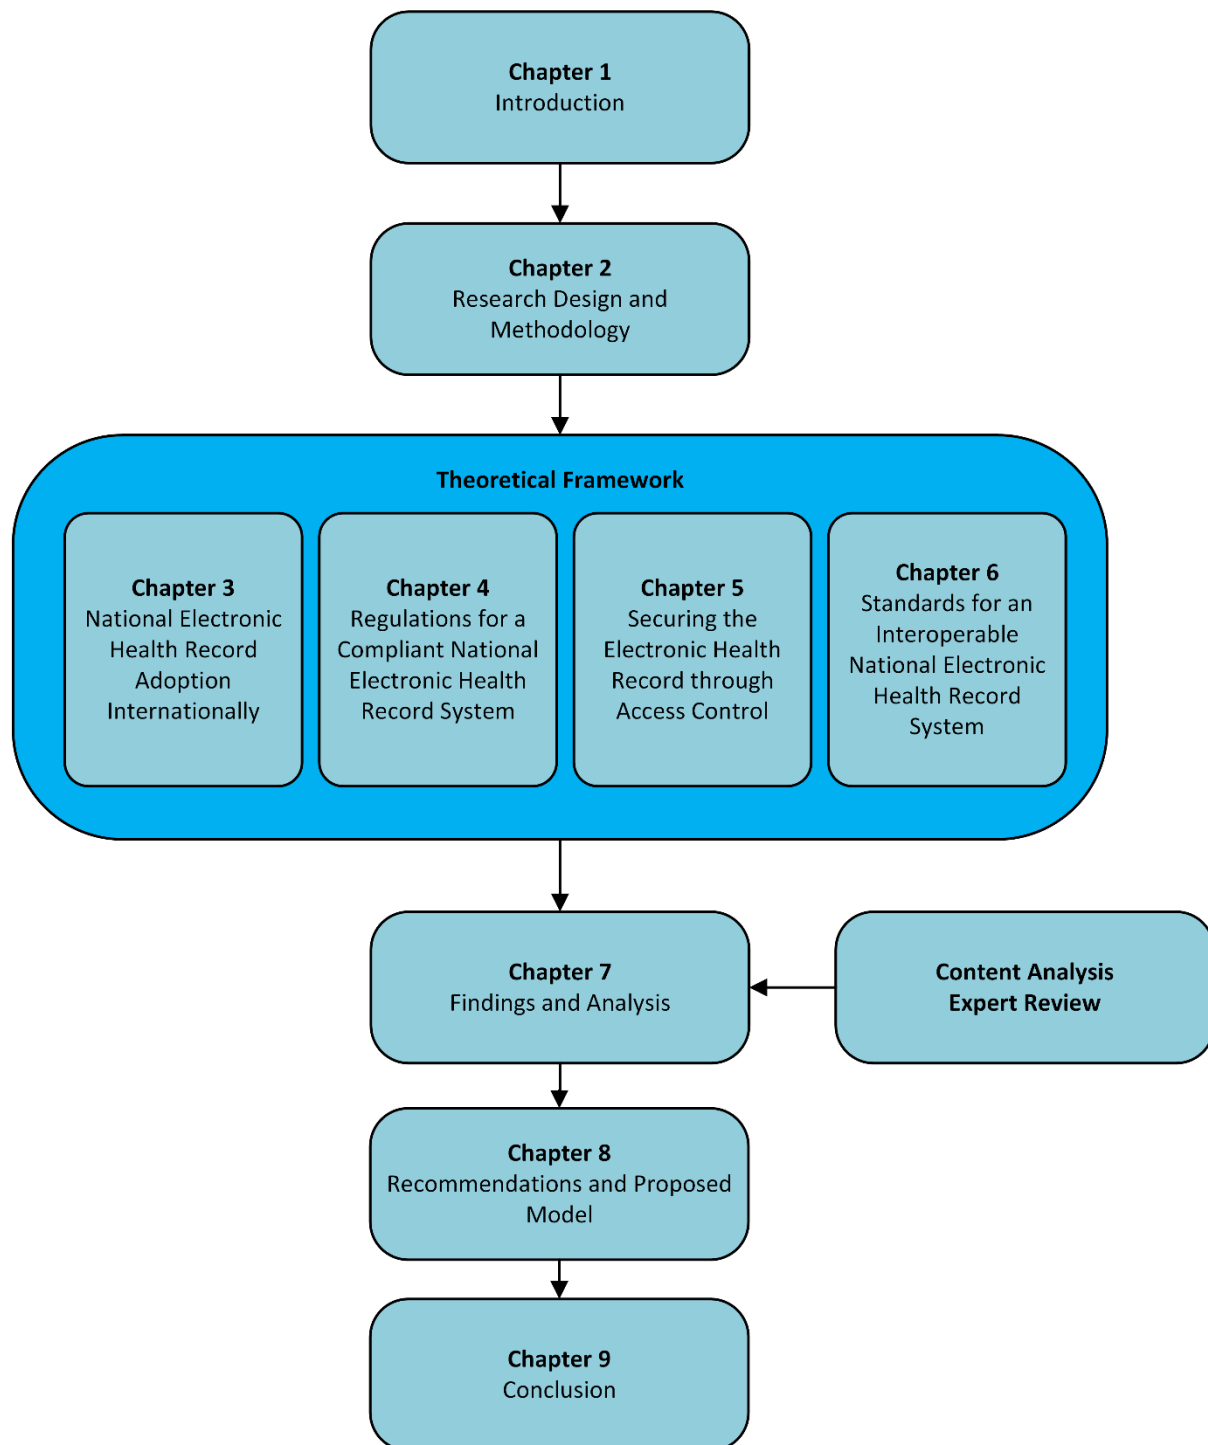 Chapter 1
Introduction
Chapter 2
Research Design and
Methodology
Theoretical Framework
Chapter 3
National Electronic
Health Record
Adoption
Internationally
Chapter 4
Regulations for a
Compliant National
Electronic Health
Record System
Chapter 5
Securing the
Electronic Health
Record through
Access Control
Chapter 6
Standards for an
Interoperable
National Electronic
Health Record
System
Chapter 7
Findings and Analysis
Content Analysis
Expert Review
Chapter 8
Recommendations and Proposed
Model
Chapter 9
Conclusion